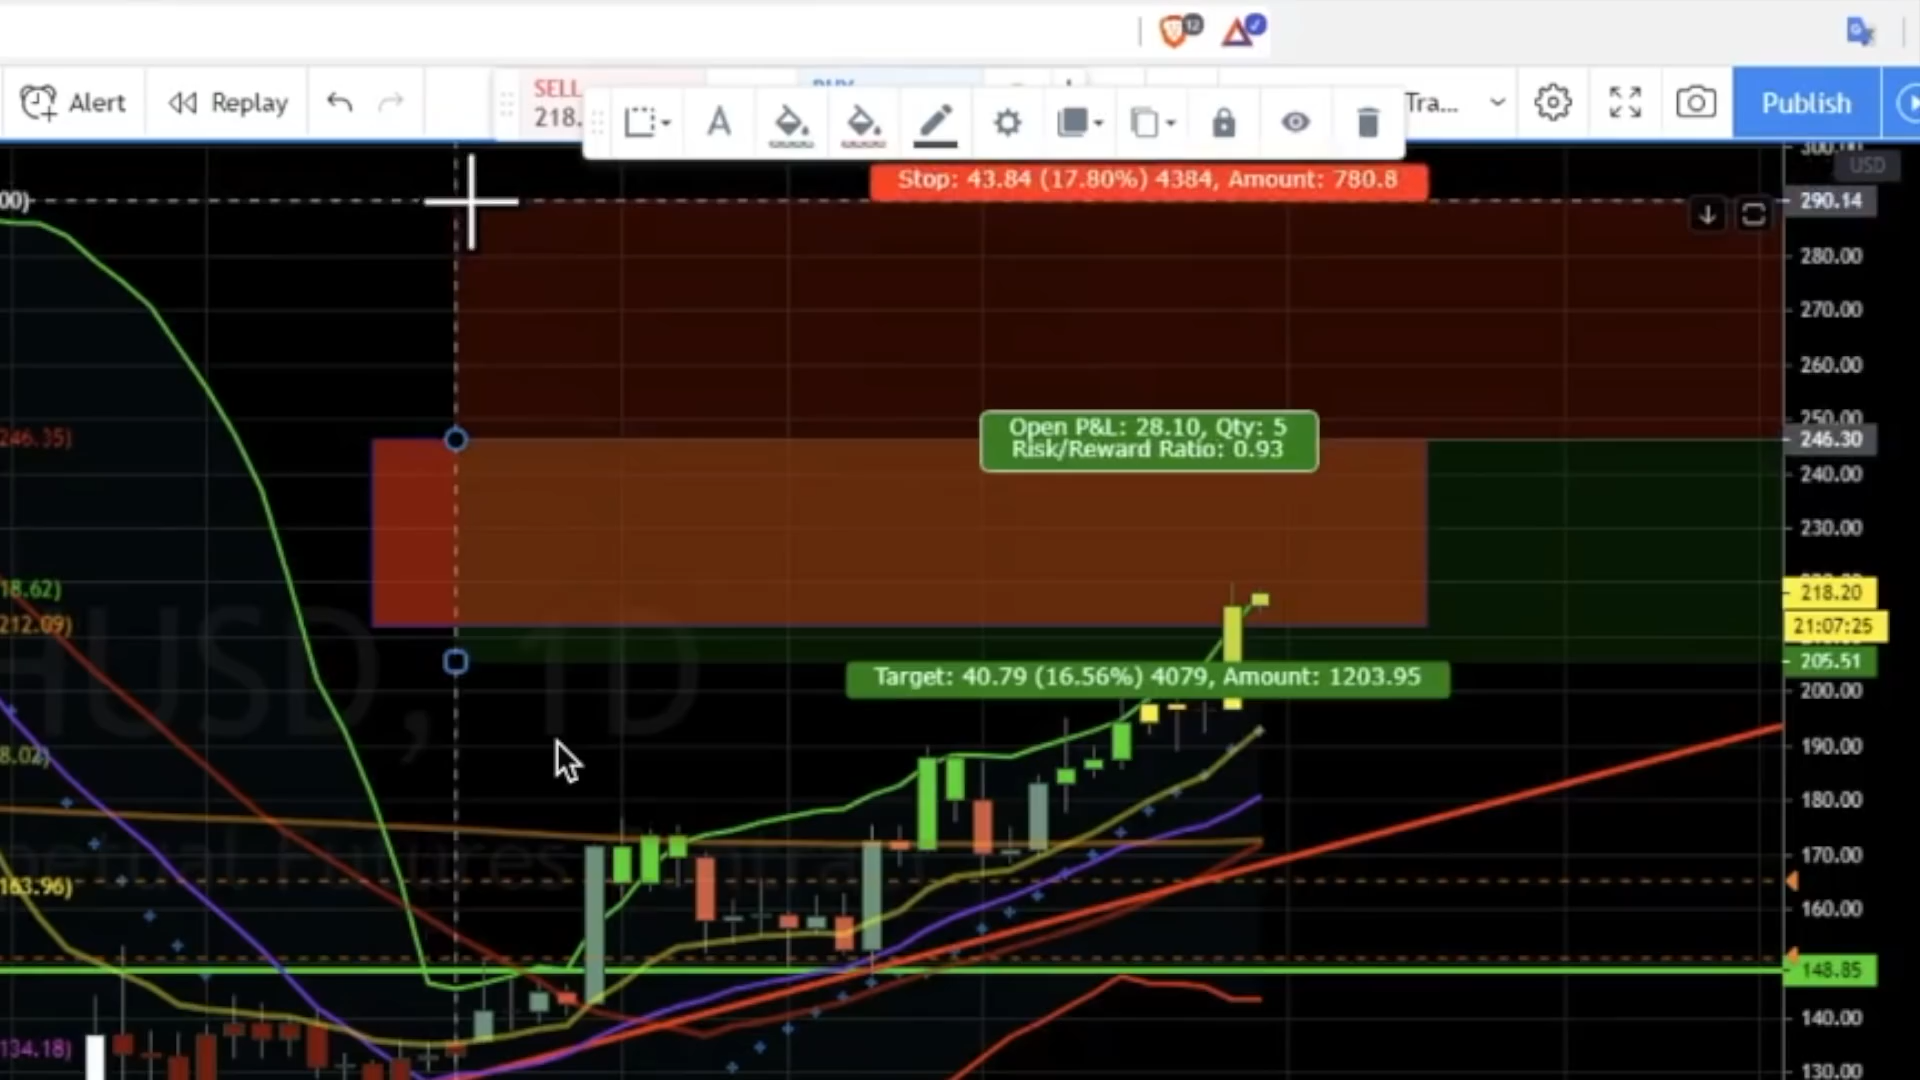 12
Alert
Replay
SELL
218.
Tra...
Publish
USD
Stop: 43.84 (17.80%) 4384, Amount: 780.8
00)
290.14
280.00
270.00
260.00
250.00
Open P&L: 28.10, Qty: 5
Risk/Reward Ratio: 0.93
246.35)
246.30
240.00
230.00
18.62)
218.20
212.09)
21:07:25
205.51
Target: 40.79 (16.56%) 4079, Amount: 1203.95
200.00
HUSD, 1D
190.00
8.02)
180.00
170.00
163.96)
160.00
148.85
140.00
134.18)
130.00